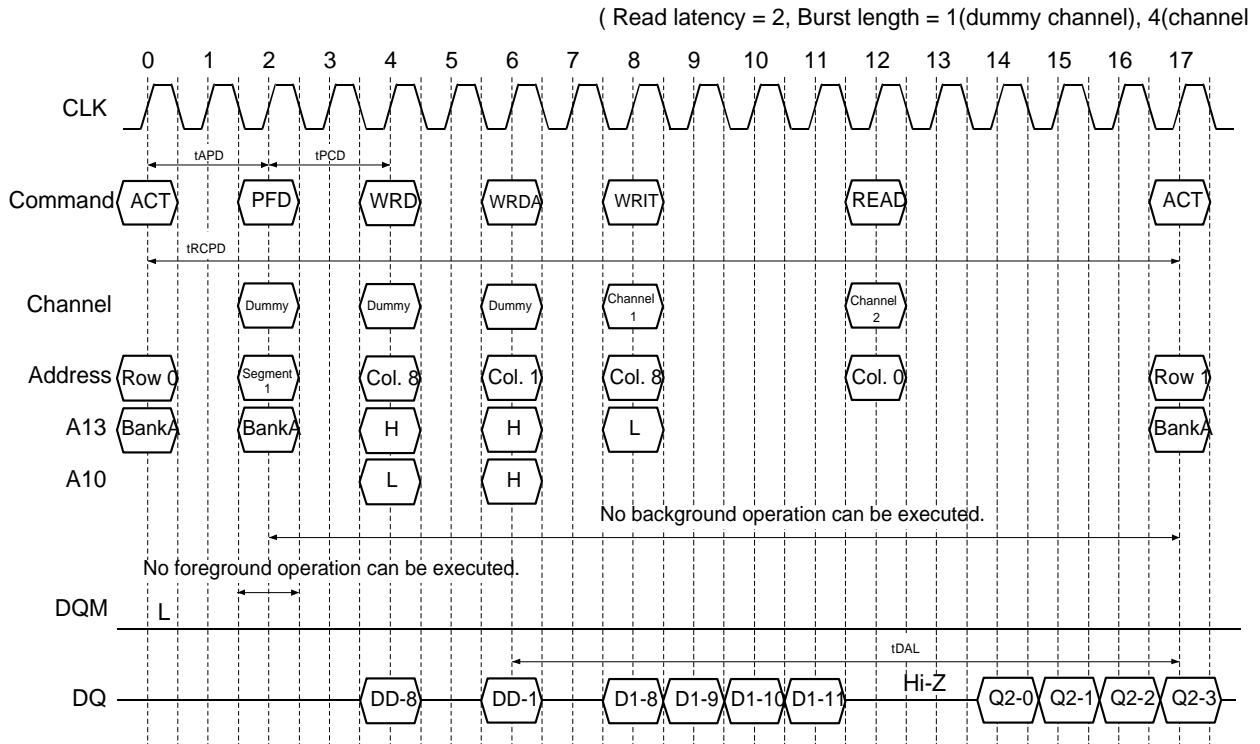 ( Read latency = 2, Burst length = 1(dummy channel), 4(channel
0 1 2 3 4 5 6 7 8 9 10 11 12 13 14 15 16 17
CLK
tAPD tPCD
Command ACT PFD WRD WRDA WRIT READ ACT
tRCPD
Channel Dummy Dummy Dummy Channel 1 Channel 2
Address Row 0 Segment 1 Col. 8 Col. 1 Col. 8 Col. 0 Row 1
A13 BankA BankA H H L BankA
A10 L H
No background operation can be executed.
No foreground operation can be executed.
DQM L
tDAL
DQ DD-8 DD-1 D1-8 D1-9 D1-10 D1-11 Hi-Z Q2-0 Q2-1 Q2-2 Q2-3